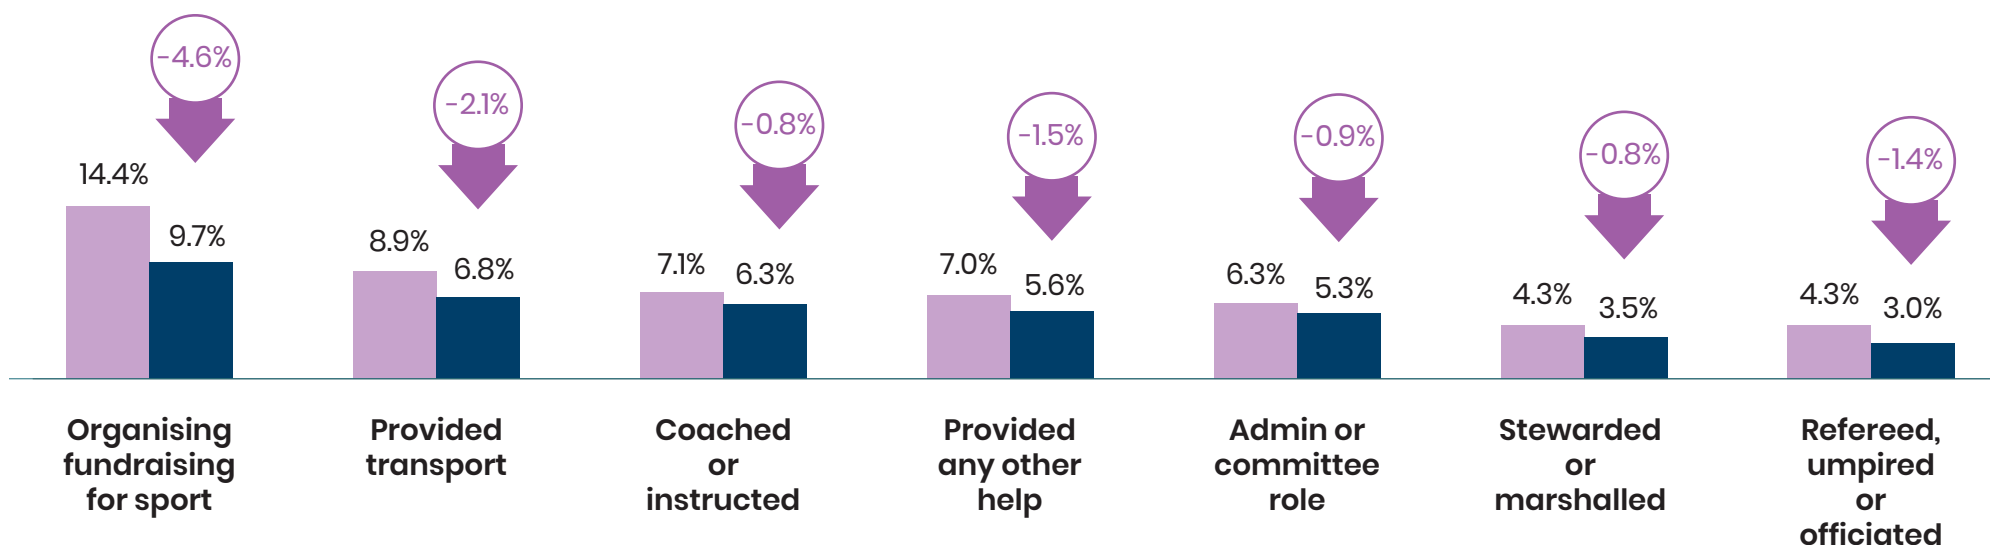 -4.6%
-2.1%
-0.8%
-1.5%
-0.9%
-0.8%
-1.4%
14.4%
9.7%
8.9%
6.8%
7.1%
6.3%
7.0%
5.6%
6.3%
5.3%
4.3%
3.5%
4.3%
3.0%
Organising
fundraising
for sport
Provided
transport
Coached
or
instructed
Provided
any other
help
Admin or
committee
role
Stewarded
or
marshalled
Refereed,
umpired
or
officiated